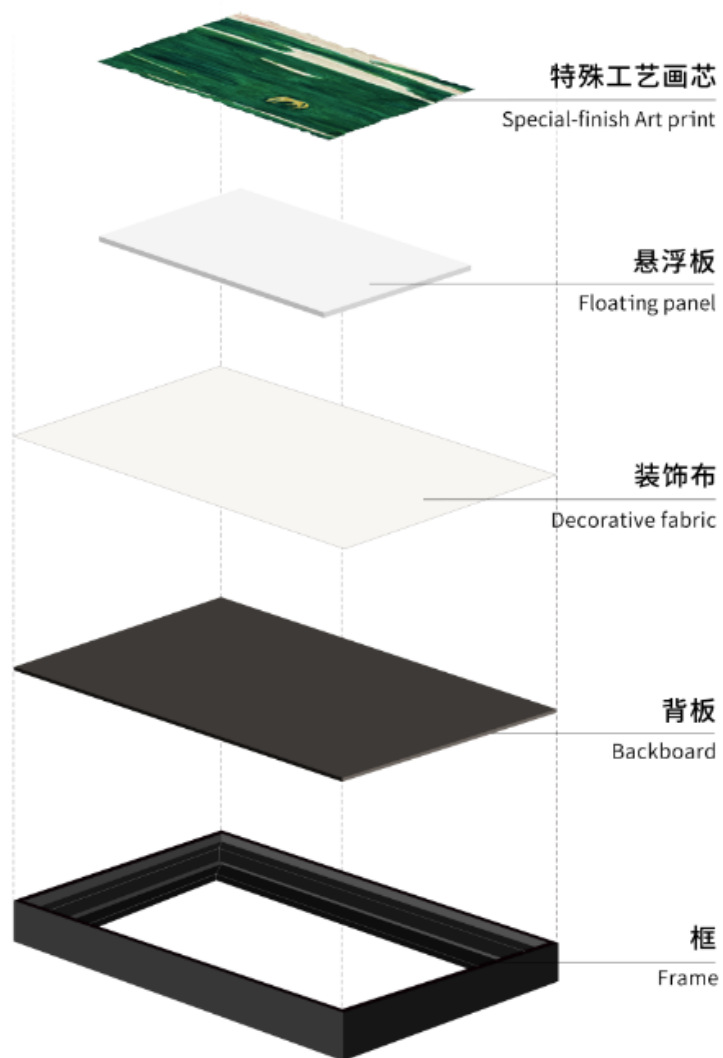 特殊工艺画芯
Special-finish Art print
悬浮板
Floating panel
装饰布
Decorative fabric
背板
Backboard
框
Frame